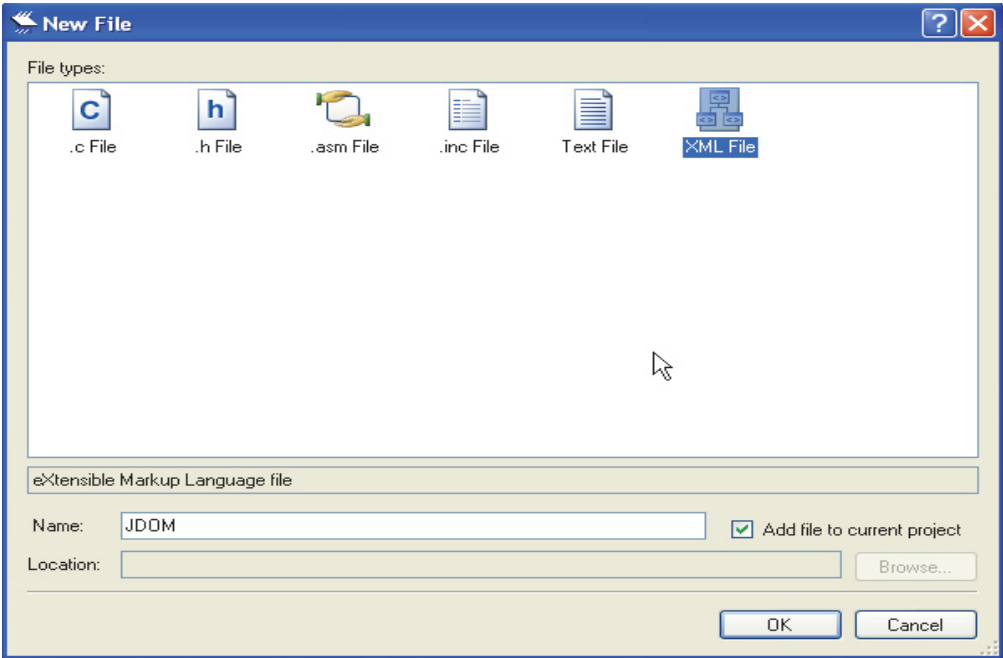 New File
File types:
C
h
.c File
.h File
.asm File
.inc File
Text File
XML File
eXtensible Markup Language file
Name: JDOM
Add file to current project
Location:
Browse...
OK
Cancel